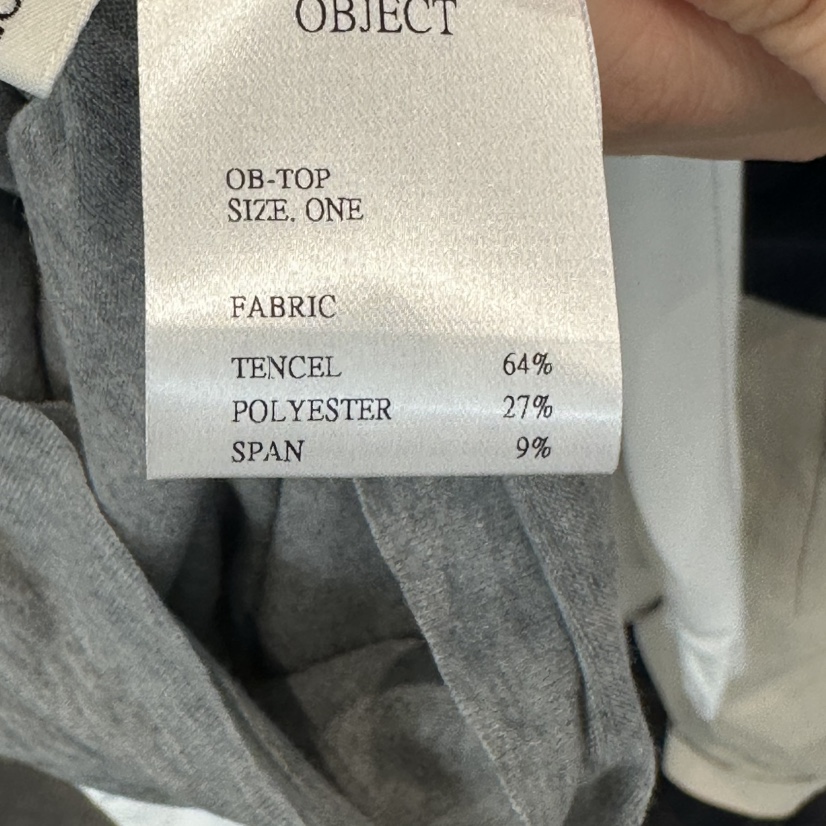 OBJECT
OB-TOP
SIZE. ONE
FABRIC
TENCEL 64%
POLYESTER 27%
SPAN 9%